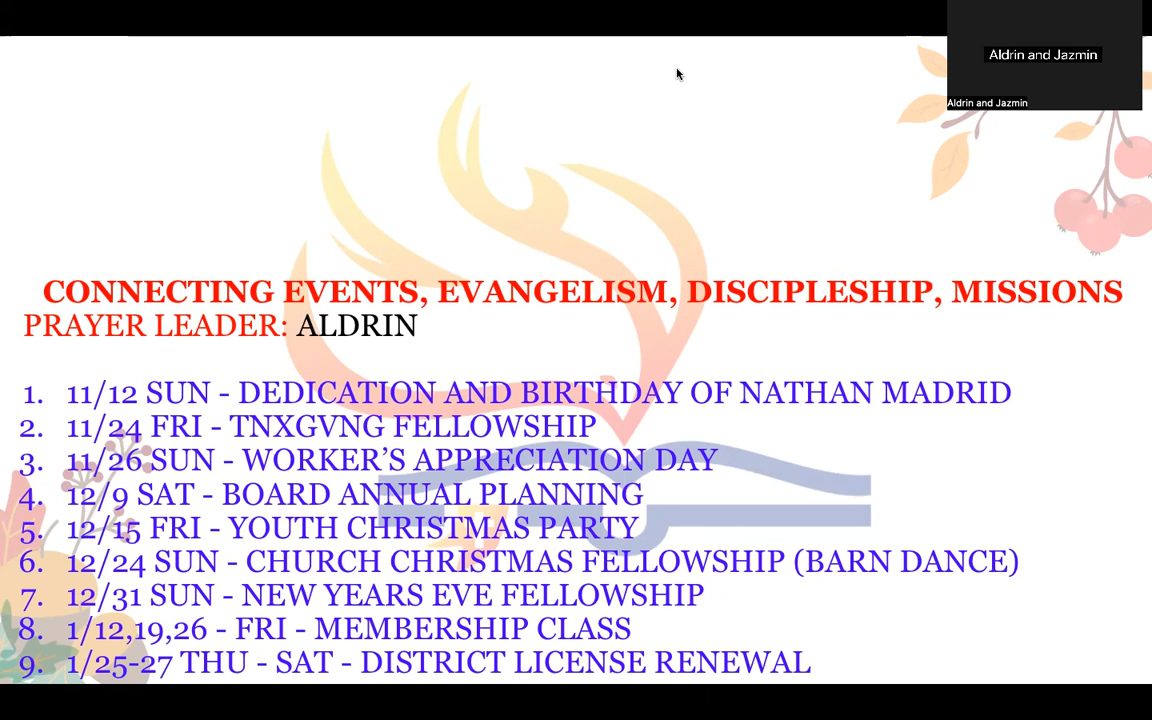 Aldrin and Jazmin
Aldrin and Jazmin
CONNECTING EVENTS, EVANGELISM, DISCIPLESHIP, MISSIONS
PRAYER LEADER: ALDRIN
1. 11/12 SUN - DEDICATION AND BIRTHDAY OF NATHAN MADRID
2. 11/24 FRI - TNXGVNG FELLOWSHIP
3. 11/26 SUN - WORKER’S APPRECIATION DAY
4. 12/9 SAT - BOARD ANNUAL PLANNING
5. 12/15 FRI - YOUTH CHRISTMAS PARTY
6. 12/24 SUN - CHURCH CHRISTMAS FELLOWSHIP (BARN DANCE)
7. 12/31 SUN - NEW YEARS EVE FELLOWSHIP
8. 1/12,19,26 - FRI - MEMBERSHIP CLASS
9. 1/25-27 THU - SAT - DISTRICT LICENSE RENEWAL